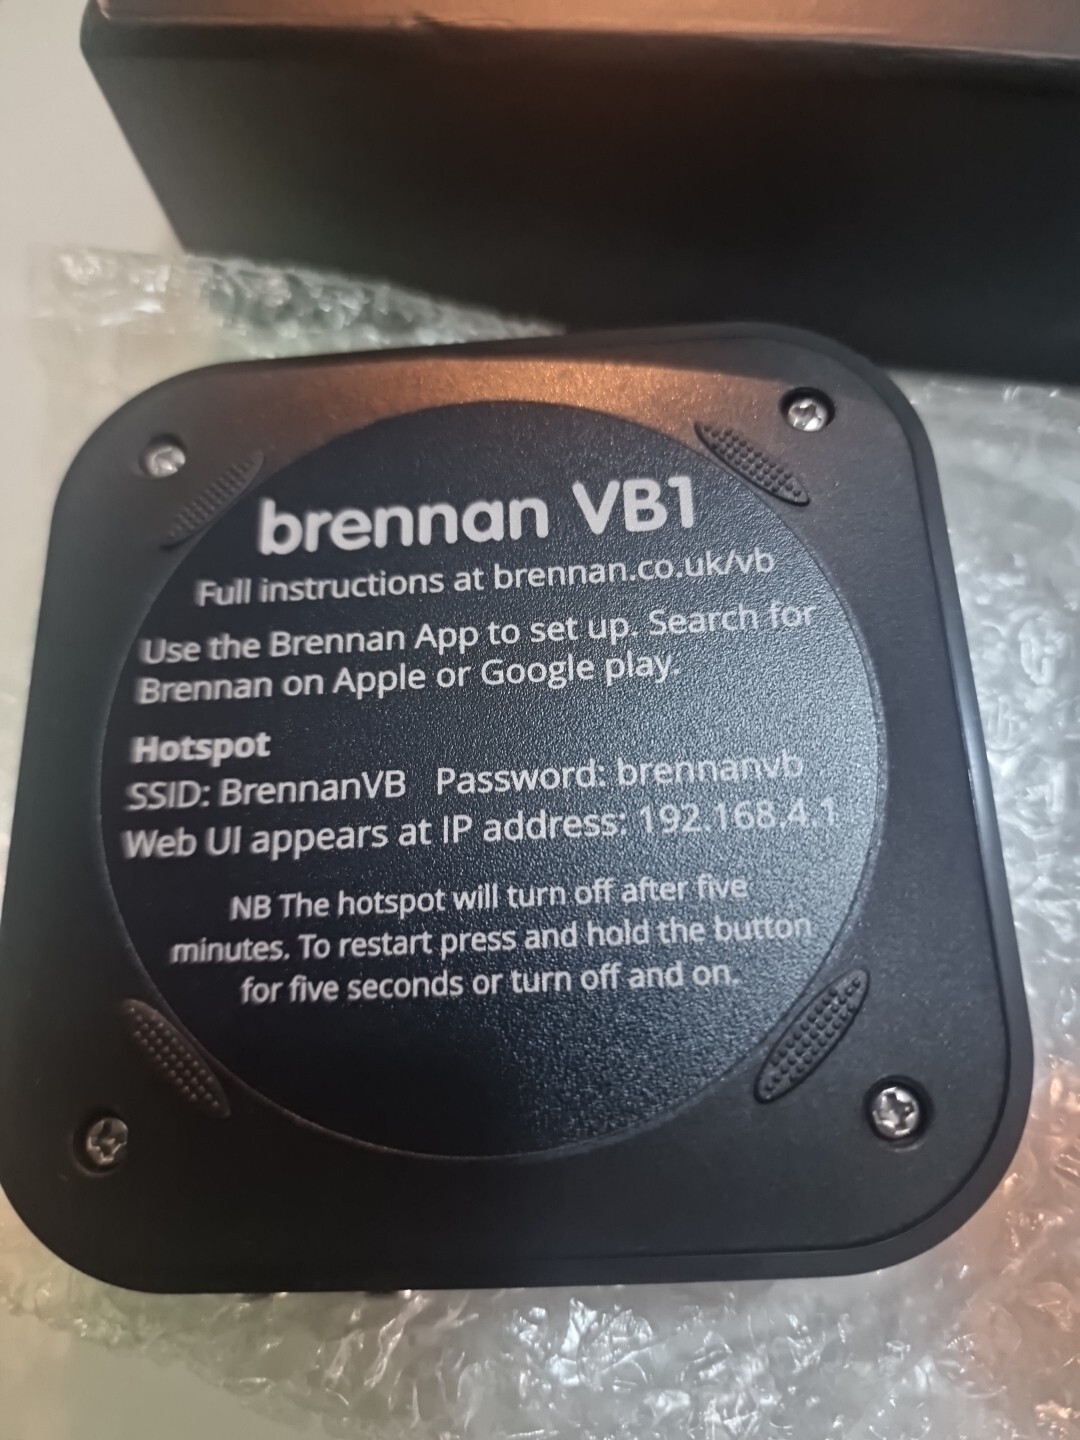 brennan VB1
Full instructions at brennan.co.uk/vb
Use the Brennan App to set up. Search for
Brennan on Apple or Google play.
Hotspot
SSID: BrennanVB Password: brennanvb
Web UI appears at IP address: 192.168.4.1
NB The hotspot will turn off after five
minutes. To restart press and hold the button
for five seconds or turn off and on.